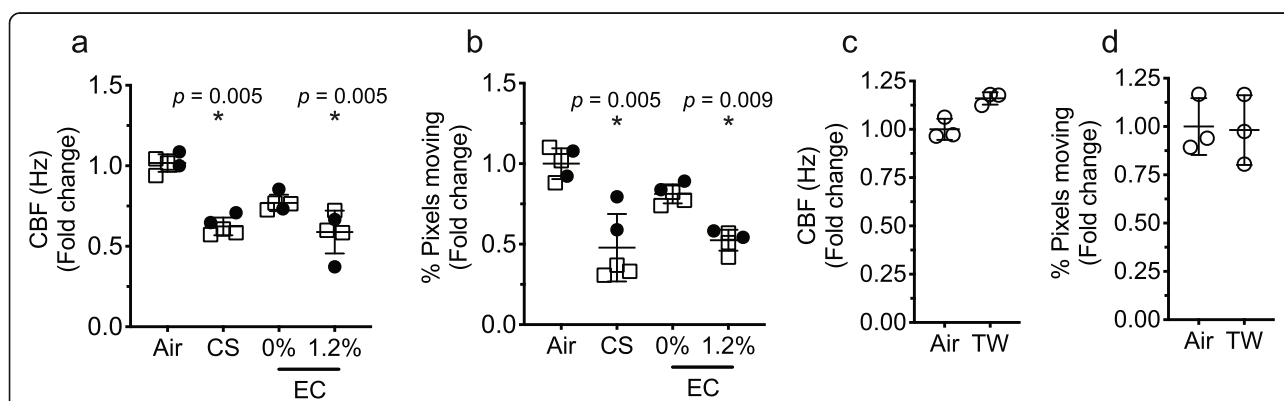 a
CBF (Hz)
(Fold change)
1.5
1.0
0.5
0.0
p = 0.005
*
p = 0.005
*
Air CS 0% 1.2%
EC
b
% Pixels moving
(Fold change)
1.5
1.0
0.5
0.0
p = 0.005
*
p = 0.009
*
Air CS 0% 1.2%
EC
c
CBF (Hz)
(Fold change)
1.25
1.00
0.75
0.50
0.25
0.00
Air TW
d
% Pixels moving
(Fold change)
1.25
1.00
0.75
0.50
0.25
0.00
Air TW